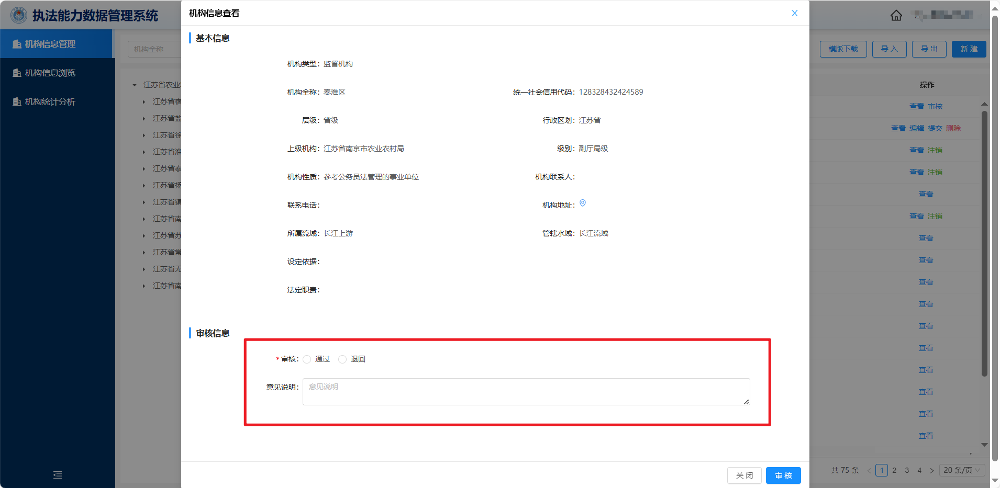 执法能力数据管理系统
机构信息管理
机构信息浏览
机构统计分析
机构全称
江苏省农业
江苏省宿
江苏省盐
江苏省徐
江苏省淮
江苏省泰
江苏省扬
江苏省镇
江苏省南
江苏省苏
江苏省常
江苏省无
江苏省南
机构信息查看
基本信息
机构类型：监督机构
机构全称：秦淮区 统一社会信用代码：128328432424589
层级：省级 行政区划：江苏省
上级机构：江苏省南京市农业农村局 级别：副厅局级
机构性质：参考公务员法管理的事业单位 机构联系人：
联系电话： 机构地址：
所属流域：长江上游 管辖水域：长江流域
设定依据：
法定职责：
审核信息
*审核： 通过 退回
意见说明： 意见说明
关 闭 审 核
模版下载 导 入 导 出 新 建
操作
查看 审核
查看 编辑 提交 删除
查看 注销
查看 注销
查看
查看 注销
查看
查看
查看
查看
查看
查看
查看
查看
查看
查看
共 75 条 < 1 2 3 4 > 20 条/页